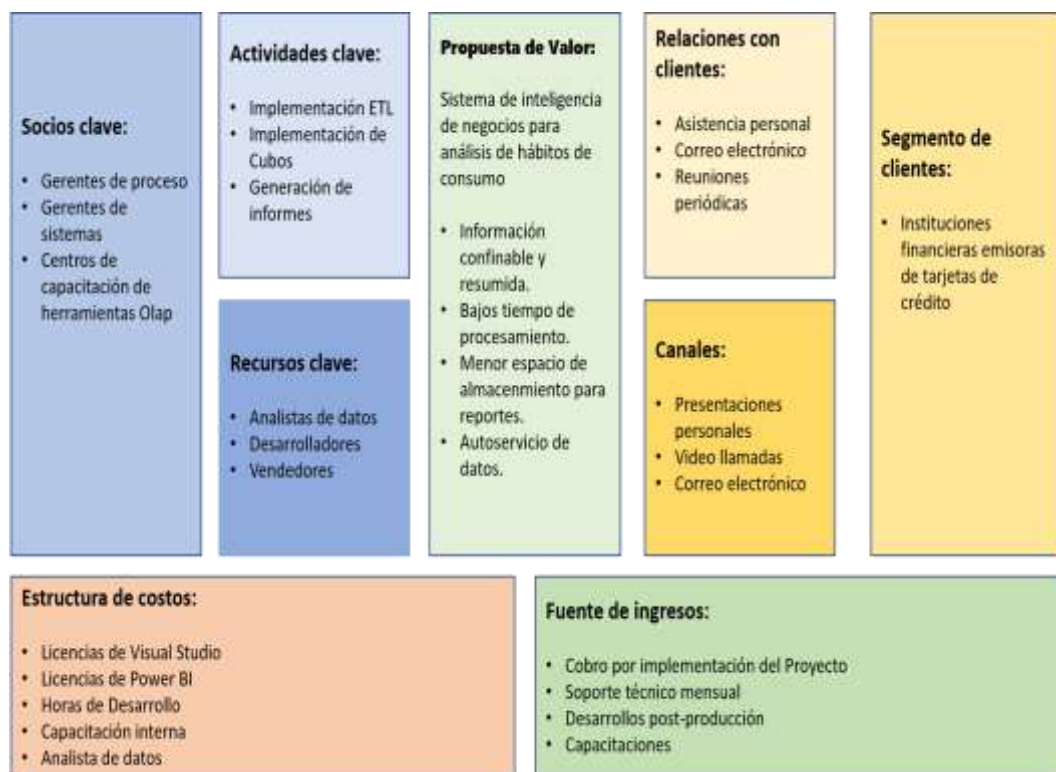 Socios clave:
• Gerentes de proceso
• Gerentes de
sistemas
• Centros de
capacitación de
herramientas Olap
Actividades clave:
• Implementación ETL
• Implementación de
Cubos
• Generación de
informes
Recursos clave:
• Analistas de datos
• Desarrolladores
• Vendedores
Propuesta de Valor:
Sistema de inteligencia
de negocios para
análisis de hábitos de
consumo
• Información
confinable y
resumida.
• Bajos tiempo de
procesamiento.
• Menor espacio de
almacenmiento para
reportes.
• Autoservicio de
datos.
Relaciones con
clientes:
• Asistencia personal
• Correo electrónico
• Reuniones
periódicas
Canales:
• Presentaciones
personales
• Video llamadas
• Correo electrónico
Segmento de
clientes:
• Instituciones
financieras emisoras
de tarjetas de
crédito
Estructura de costos:
• Licencias de Visual Studio
• Licencias de Power BI
• Horas de Desarrollo
• Capacitación interna
• Analista de datos
Fuente de ingresos:
• Cobro por implementación del Proyecto
• Soporte técnico mensual
• Desarrollos post-producción
• Capacitaciones